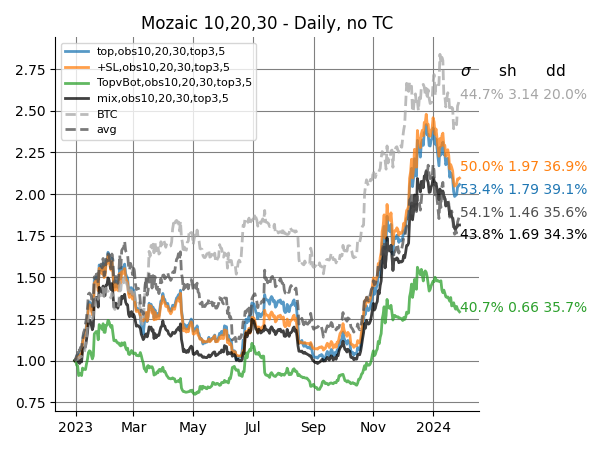 Mozaic 10,20,30 - Daily, no TC
top,obs10,20,30,top3,5
+SL,obs10,20,30,top3,5
TopvBot,obs10,20,30,top3,5
mix,obs10,20,30,top3,5
BTC
avg
σ sh dd
44.7% 3.14 20.0%
50.0% 1.97 36.9%
53.4% 1.79 39.1%
54.1% 1.46 35.6%
43.8% 1.69 34.3%
40.7% 0.66 35.7%
2.75
2.50
2.25
2.00
1.75
1.50
1.25
1.00
0.75
2023 Mar May Jul Sep Nov 2024